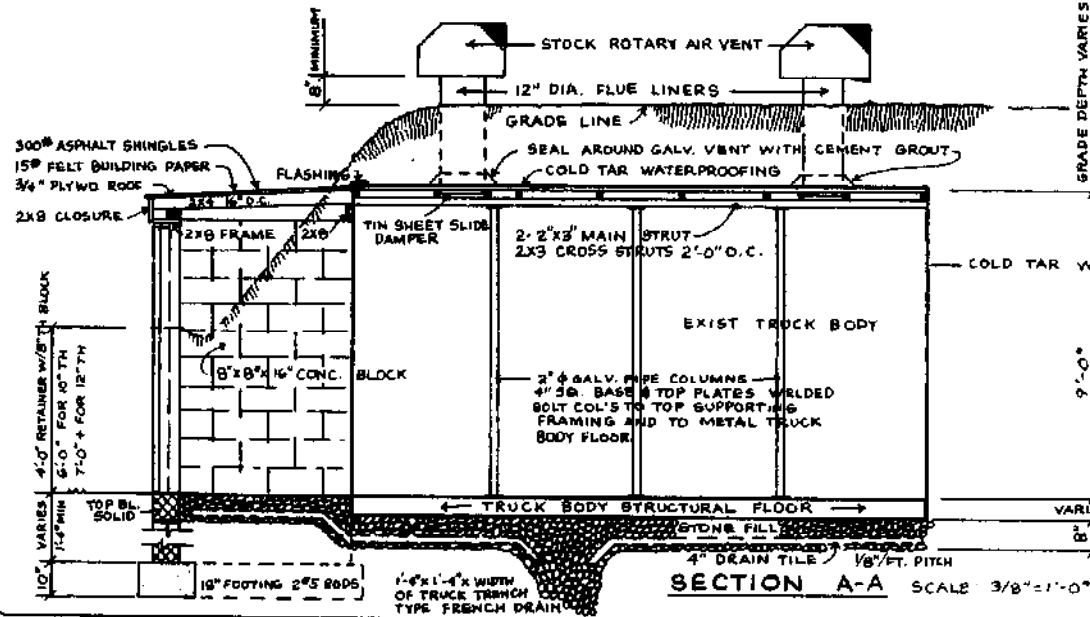 STOCK ROTARY AIR VENT
8" MINIMUM
12" DIA. FLUE LINERS
GRADE LINE
GRADE DEPTH VARIES
300# ASPHALT SHINGLES
15# FELT BUILDING PAPER
3/4" PLYWD ROOF
FLASHING
SEAL AROUND GALV. VENT WITH CEMENT GROUT
COLD TAR WATERPROOFING
2X4 16" O.C.
2X8 CLOSURE
2X8 FRAME
2X8
TIN SHEET SLIDE
DAMPER
2-2"X3" MAIN STRUT
2X3 CROSS STRUTS 2'-0" O.C.
COLD TAR W
EXIST TRUCK BODY
8"X8"X16" CONC. BLOCK
4'-0" RETAINER W/8" TH BLOCK
6'-0" FOR 10" TH
7'-0"+ FOR 12" TH
2" φ GALV. PIPE COLUMNS
4" SQ. BASE & TOP PLATES WELDED
BOLT COL'S TO TOP SUPPORTING
FRAMING AND TO METAL TRUCK
BODY FLOOR
9'-0"
TOP BL.
SOLID
TRUCK BODY STRUCTURAL FLOOR
STONE FILL
VARI
8"
VARIES
1'-4" MIN
10"
4" DRAIN TILE
1/8"/FT. PITCH
18" FOOTING 2#5 RODS
1'-4" X 1'-4" X WIDTH
OF TRUCK TRENCH
TYPE FRENCH DRAIN
SECTION A-A SCALE 3/8"=1'-0"